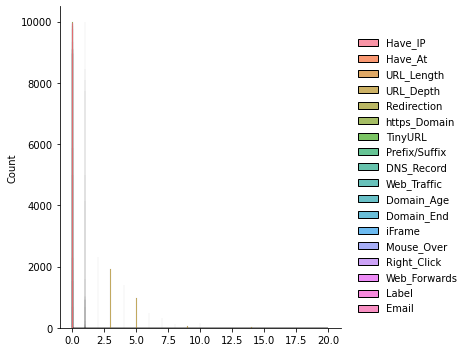 10000
8000
6000
4000
2000
0
Count
0.0 2.5 5.0 7.5 10.0 12.5 15.0 17.5 20.0
Have_IP
Have_At
URL_Length
URL_Depth
Redirection
https_Domain
TinyURL
Prefix/Suffix
DNS_Record
Web_Traffic
Domain_Age
Domain_End
iFrame
Mouse_Over
Right_Click
Web_Forwards
Label
Email